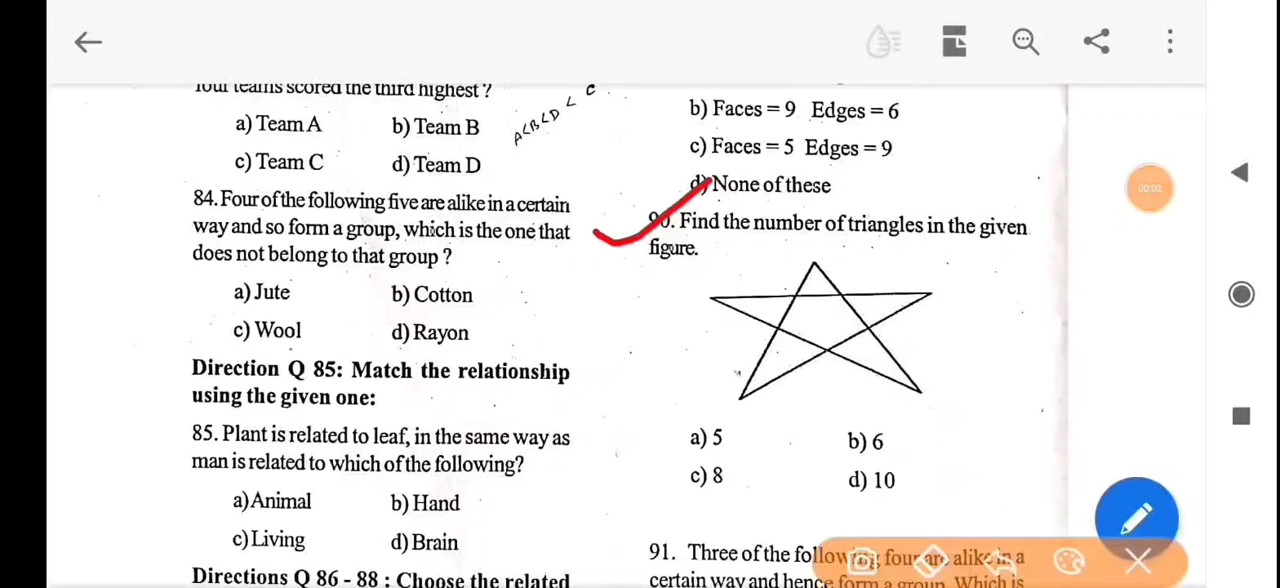 four teams scored the third highest ?
a) Team A b) Team B
c) Team C d) Team D
A<B<D < C
84. Four of the following five are alike in a certain
way and so form a group, which is the one that
does not belong to that group ?
a) Jute b) Cotton
c) Wool d) Rayon
Direction Q 85: Match the relationship
using the given one:
85. Plant is related to leaf, in the same way as
man is related to which of the following?
a) Animal b) Hand
c) Living d) Brain
Directions Q 86 - 88 : Choose the related
b) Faces = 9 Edges = 6
c) Faces = 5 Edges = 9
d) None of these
90. Find the number of triangles in the given
figure.
a) 5 b) 6
c) 8 d) 10
91. Three of the following four are alike in a
certain way and hence form a group. Which is
00:03